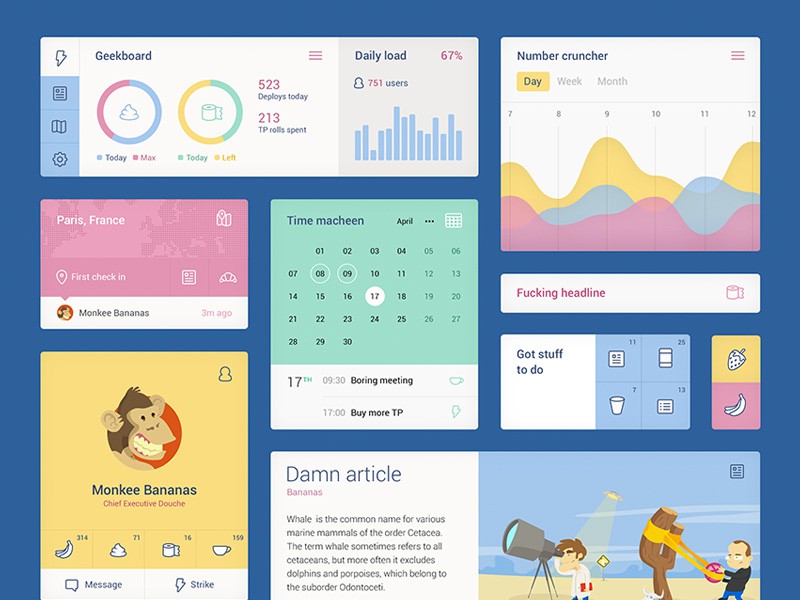 Geekboard
523
Deploys today
213
TP rolls spent
Today Max
Today Left
Daily load 67%
751 users
Number cruncher
Day Week Month
7 8 9 10 11 12
Paris, France
First check in
Monkee Bananas 3m ago
Time macheen April
01 02 03 04 05 06
07 08 09 10 11 12 13
14 15 16 17 18 19 20
21 22 23 24 25 26 27
28 29 30
17TH 09:30 Boring meeting
17:00 Buy more TP
Fucking headline
Got stuff
to do
11 25
7 13
Monkee Bananas
Chief Executive Douche
314 71 16 159
Message Strike
Damn article
Bananas
Whale is the common name for various
marine mammals of the order Cetacea.
The term whale sometimes refers to all
cetaceans, but more often it excludes
dolphins and porpoises, which belong to
the suborder Odontoceti.